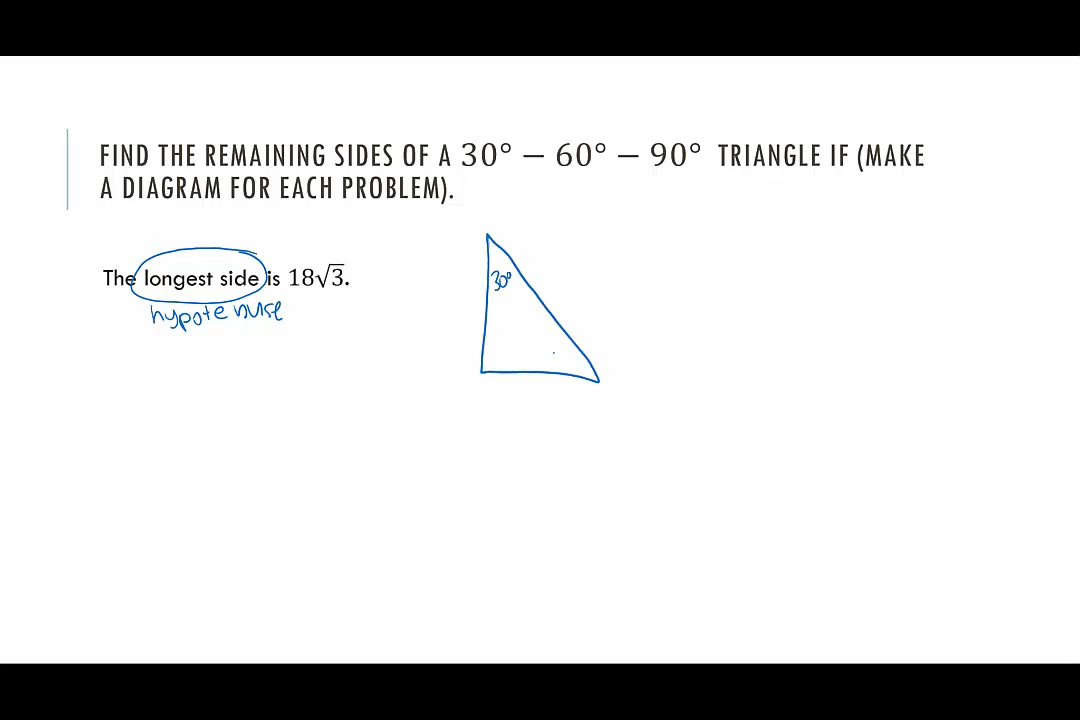 FIND THE REMAINING SIDES OF A 30° − 60° − 90° TRIANGLE IF (MAKE
A DIAGRAM FOR EACH PROBLEM).
The longest side is 18√3.
hypotenuse
30°